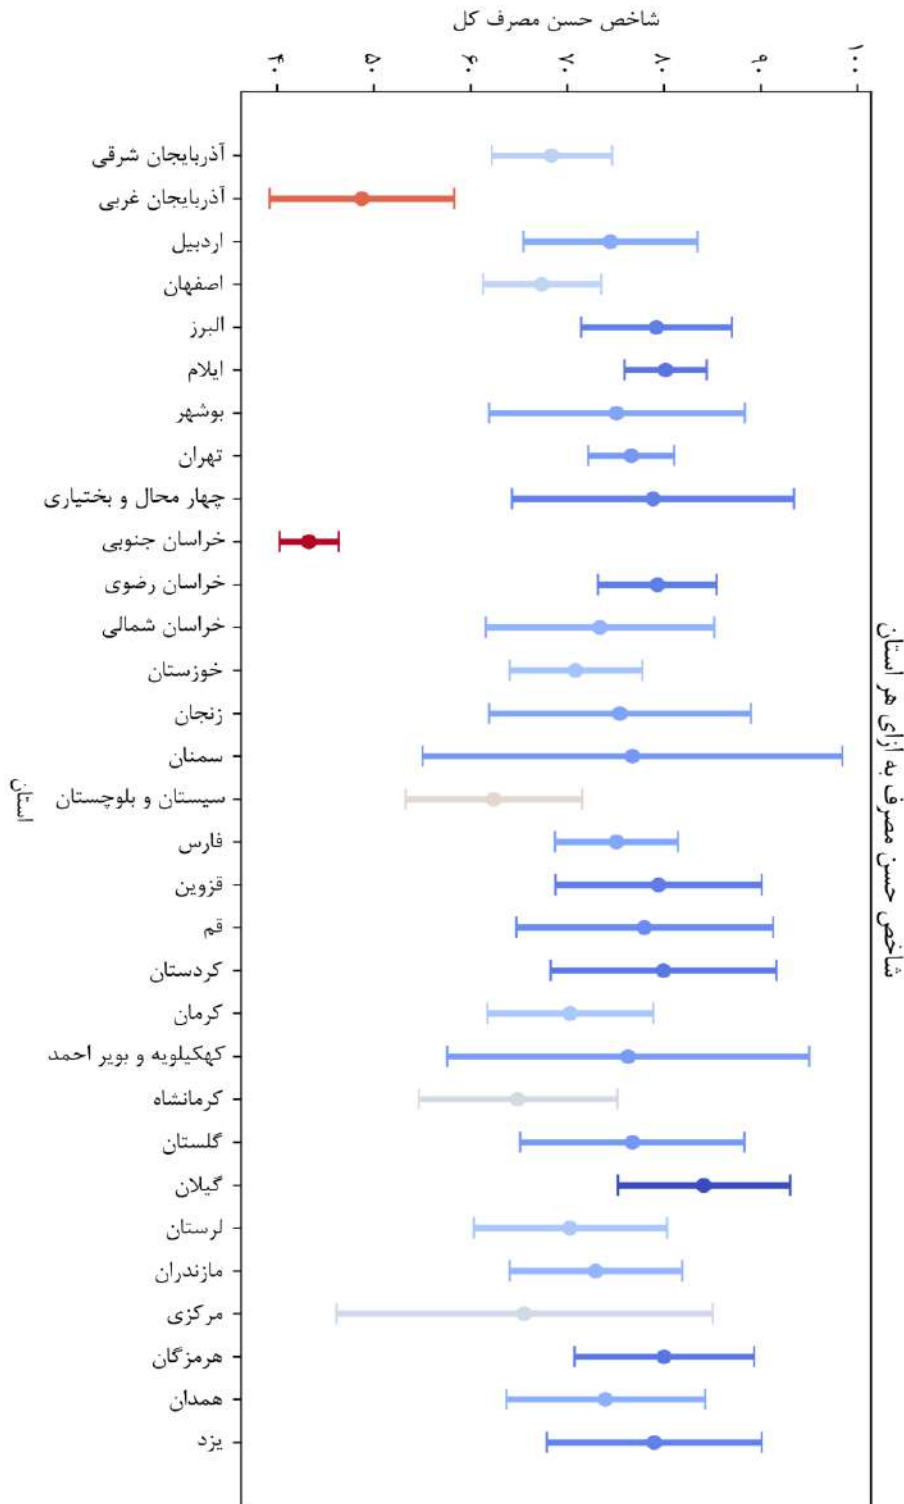 شاخص حسن مصرف کل
۴۰ ۵۰ ۶۰ ۷۰ ۸۰ ۹۰ ۱۰۰
آذربایجان شرقی
آذربایجان غربی
اردبیل
اصفهان
البرز
ایلام
بوشهر
تهران
چهار محال و بختیاری
خراسان جنوبی
خراسان رضوی
خراسان شمالی
خوزستان
زنجان
سمنان
سیستان و بلوچستان
فارس
قزوین
قم
کردستان
کرمان
کهکیلویه و بویر احمد
کرمانشاه
گلستان
گیلان
لرستان
مازندران
مرکزی
هرمزگان
همدان
یزد
استان
شاخص حسن مصرف به ازای هر استان